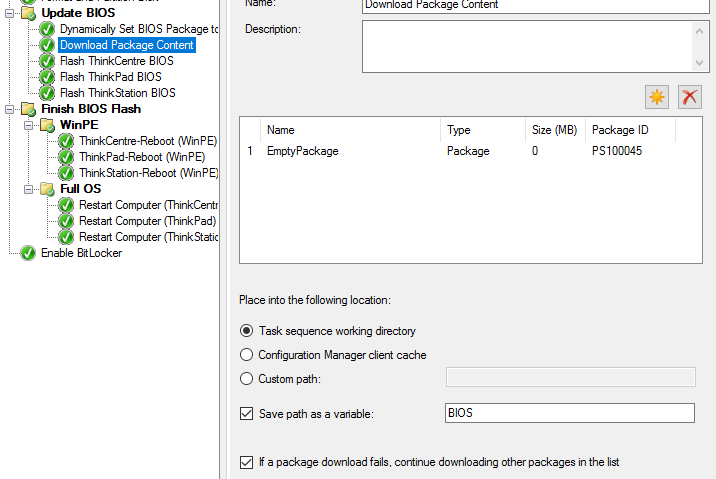 Update BIOS
Dynamically Set BIOS Package to
Download Package Content
Flash ThinkCentre BIOS
Flash ThinkPad BIOS
Flash ThinkStation BIOS
Finish BIOS Flash
WinPE
ThinkCentre-Reboot (WinPE)
ThinkPad-Reboot (WinPE)
ThinkStation-Reboot (WinPE)
Full OS
Restart Computer (ThinkCentr
Restart Computer (ThinkPad)
Restart Computer (ThinkStatic
Enable BitLocker
Name:
Download Package Content
Description:
Name Type Size (MB) Package ID
1 EmptyPackage Package 0 PS100045
Place into the following location:
Task sequence working directory
Configuration Manager client cache
Custom path:
Save path as a variable:
BIOS
If a package download fails, continue downloading other packages in the list